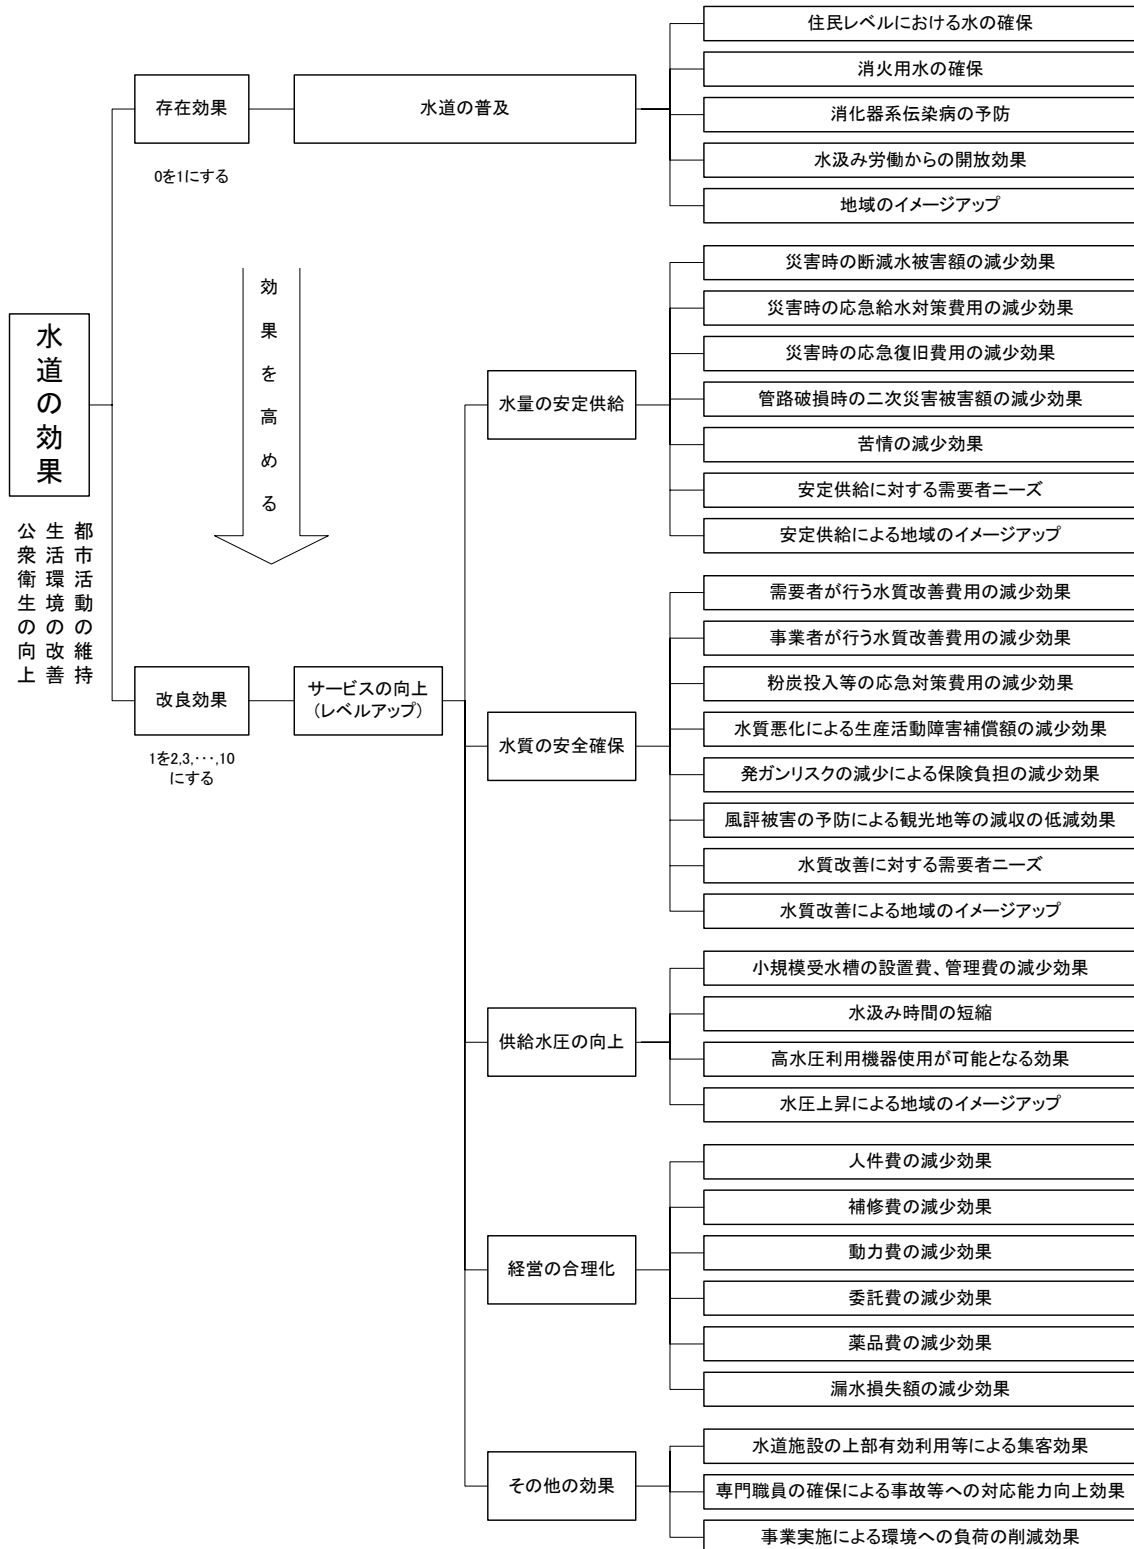 水道の効果
都市活動の維持
生活環境の改善
公衆衛生の向上
存在効果
0を1にする
水道の普及
住民レベルにおける水の確保
消火用水の確保
消化器系伝染病の予防
水汲み労働からの開放効果
地域のイメージアップ
効果を高める
改良効果
1を2,3,・・・,10
にする
サービスの向上
(レベルアップ)
水量の安定供給
災害時の断減水被害額の減少効果
災害時の応急給水対策費用の減少効果
災害時の応急復旧費用の減少効果
管路破損時の二次災害被害額の減少効果
苦情の減少効果
安定供給に対する需要者ニーズ
安定供給による地域のイメージアップ
水質の安全確保
需要者が行う水質改善費用の減少効果
事業者が行う水質改善費用の減少効果
粉炭投入等の応急対策費用の減少効果
水質悪化による生産活動障害補償額の減少効果
発ガンリスクの減少による保険負担の減少効果
風評被害の予防による観光地等の減収の低減効果
水質改善に対する需要者ニーズ
水質改善による地域のイメージアップ
供給水圧の向上
小規模受水槽の設置費、管理費の減少効果
水汲み時間の短縮
高水圧利用機器使用が可能となる効果
水圧上昇による地域のイメージアップ
経営の合理化
人件費の減少効果
補修費の減少効果
動力費の減少効果
委託費の減少効果
薬品費の減少効果
漏水損失額の減少効果
その他の効果
水道施設の上部有効利用等による集客効果
専門職員の確保による事故等への対応能力向上効果
事業実施による環境への負荷の削減効果